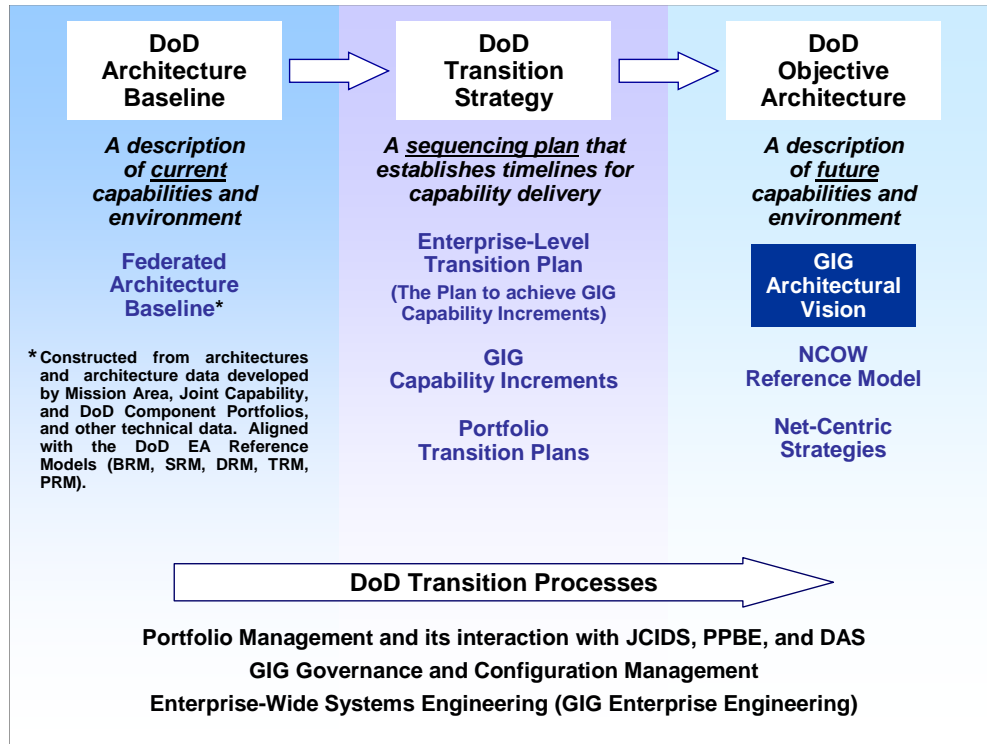 DoD
Architecture
Baseline
A description
of current
capabilities and
environment
Federated
Architecture
Baseline*
* Constructed from architectures
and architecture data developed
by Mission Area, Joint Capability,
and DoD Component Portfolios,
and other technical data. Aligned
with the DoD EA Reference
Models (BRM, SRM, DRM, TRM,
PRM).
DoD
Transition
Strategy
A sequencing plan that
establishes timelines for
capability delivery
Enterprise-Level
Transition Plan
(The Plan to achieve GIG
Capability Increments)
GIG
Capability Increments
Portfolio
Transition Plans
DoD
Objective
Architecture
A description
of future
capabilities and
environment
GIG
Architectural
Vision
NCOW
Reference Model
Net-Centric
Strategies
DoD Transition Processes
Portfolio Management and its interaction with JCIDS, PPBE, and DAS
GIG Governance and Configuration Management
Enterprise-Wide Systems Engineering (GIG Enterprise Engineering)